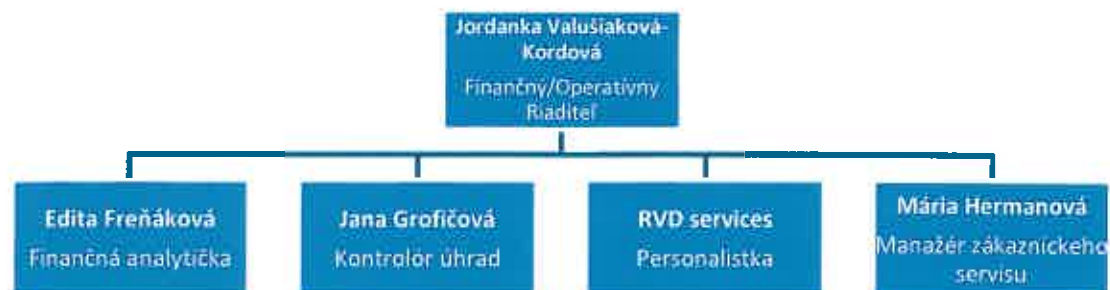 Jordanka Valušiaková-
Kordová
Finančný/Operatívny
Riaditeľ
Edita Freňáková
Finančná analytička
Jana Grofičová
Kontrolór úhrad
RVD services
Personalistka
Mária Hermanová
Manažér zákazníckeho
servisu